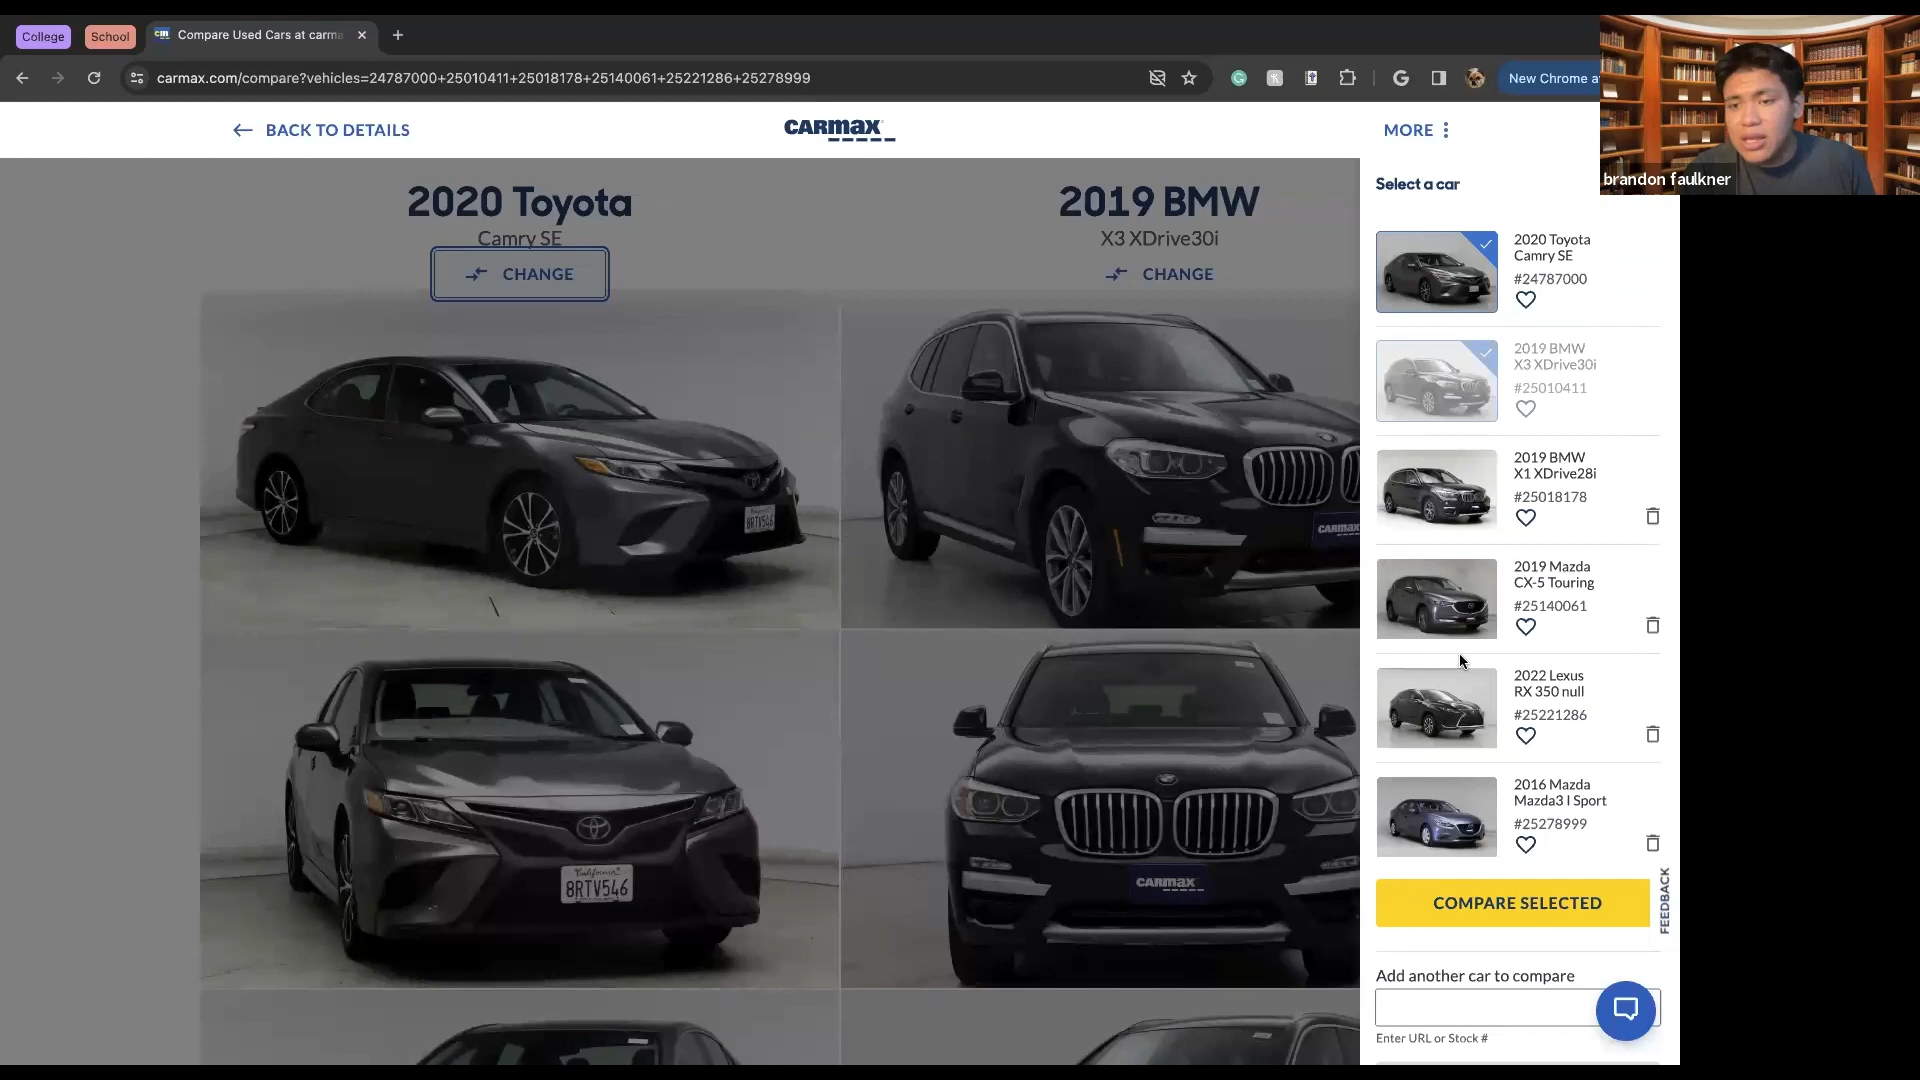 College
School
Compare Used Cars at carma
carmax.com/compare?vehicles=24787000+25010411+25018178+25140061+25221286+25278999
New Chrome a
brandon faulkner
BACK TO DETAILS
CARMAX
MORE
2020 Toyota
Camry SE
CHANGE
2019 BMW
X3 XDrive30i
CHANGE
8RTV546
CARMAX
California
8RTV546
CARMAX
Select a car
2020 Toyota
Camry SE
#24787000
2019 BMW
X3 XDrive30i
#25010411
2019 BMW
X1 XDrive28i
#25018178
2019 Mazda
CX-5 Touring
#25140061
2022 Lexus
RX 350 null
#25221286
2016 Mazda
Mazda3 I Sport
#25278999
COMPARE SELECTED
FEEDBACK
Add another car to compare
Enter URL or Stock #